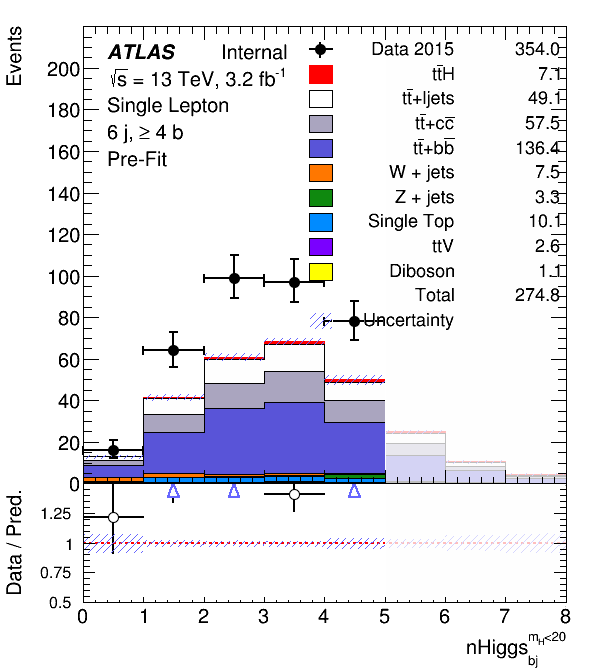 Events
ATLAS Internal
√s = 13 TeV, 3.2 fb⁻¹
Single Lepton
6 j, ≥ 4 b
Pre-Fit
Data 2015 354.0
tt̄H 7.1
tt̄+ljets 49.1
tt̄+cc̄ 57.5
tt̄+bb̄ 136.4
W + jets 7.5
Z + jets 3.3
Single Top 10.1
ttV 2.6
Diboson 1.1
Total 274.8
Uncertainty
200
180
160
140
120
100
80
60
40
20
0
Data / Pred.
1.25
1
0.75
0.5
0 1 2 3 4 5 6 7 8
nHiggs_bj^m_H<20